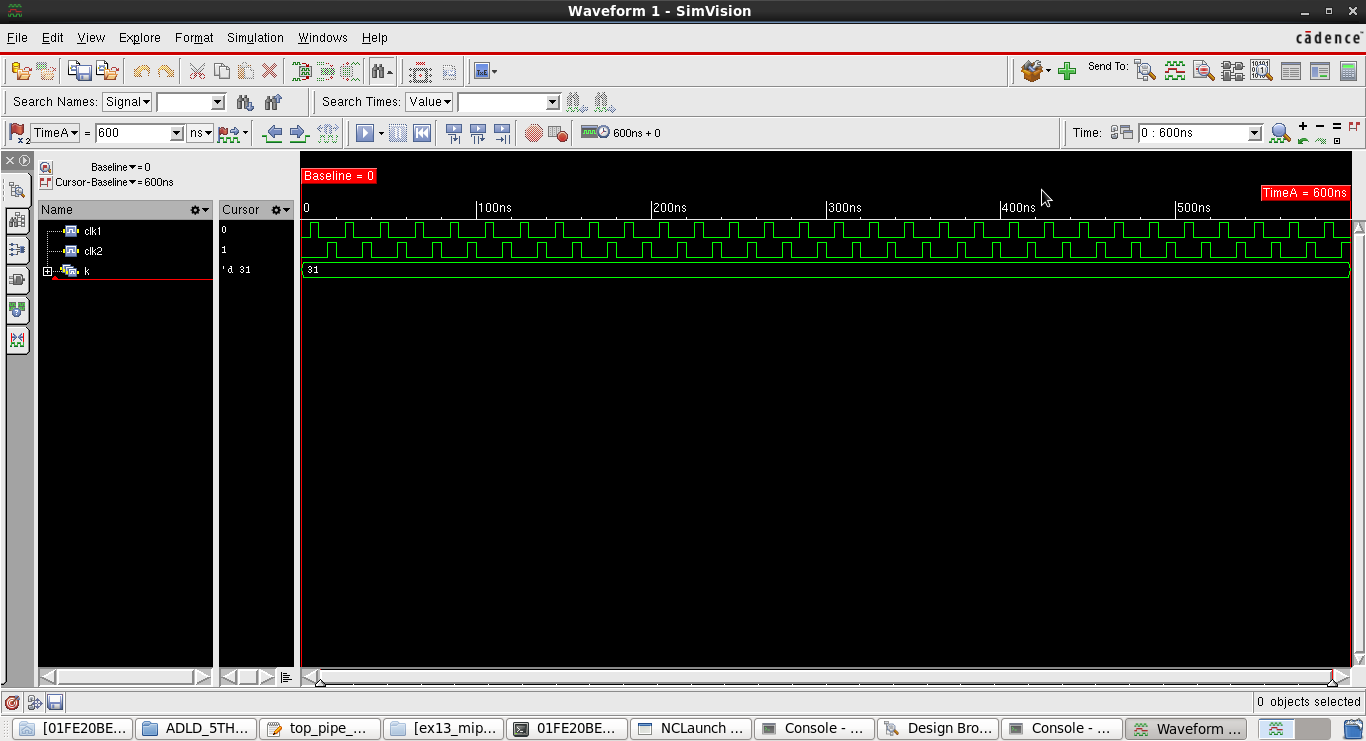 Waveform 1 - SimVision
File Edit View Explore Format Simulation Windows Help
cādence
Send To:
Search Names: Signal Search Times: Value
x2 TimeA = 600 ns 600ns + 0 Time: 0 : 600ns
Baseline = 0
Cursor-Baseline = 600ns
Baseline = 0
TimeA = 600ns
Name Cursor 0 100ns 200ns 300ns 400ns 500ns
clk1 0
clk2 1
k 'd 31 31
0 objects selected
[01FE20BE... ADLD_5TH... top_pipe_... [ex13_mip... 01FE20BE... NCLaunch ... Console - ... Design Bro... Console - ... Waveform ...